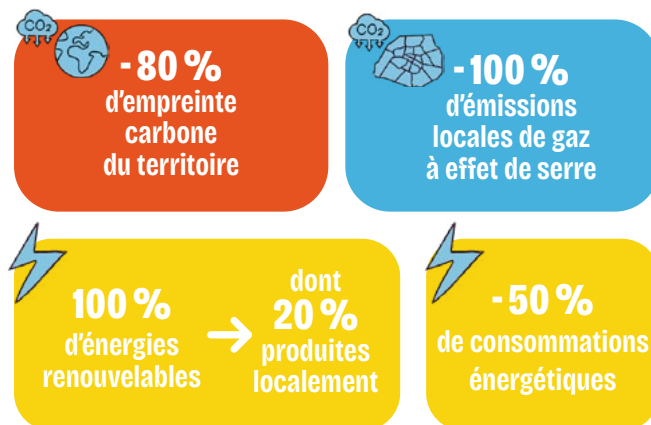 CO₂
- 80 %
d'empreinte
carbone
du territoire
CO₂
- 100 %
d'émissions
locales de gaz
à effet de serre
100 %
d'énergies
renouvelables
→
dont
20 %
produites
localement
- 50 %
de consommations
énergétiques